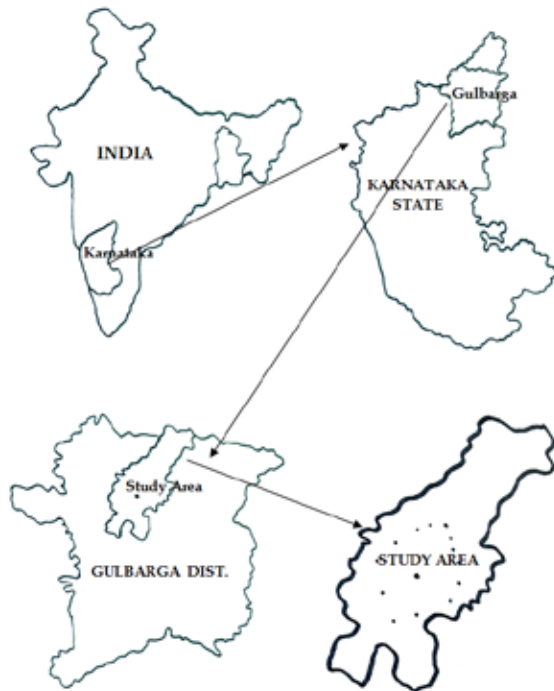 INDIA
Karnataka
Gulbarga
KARNATAKA
STATE
Study Area
GULBARGA DIST.
STUDY AREA